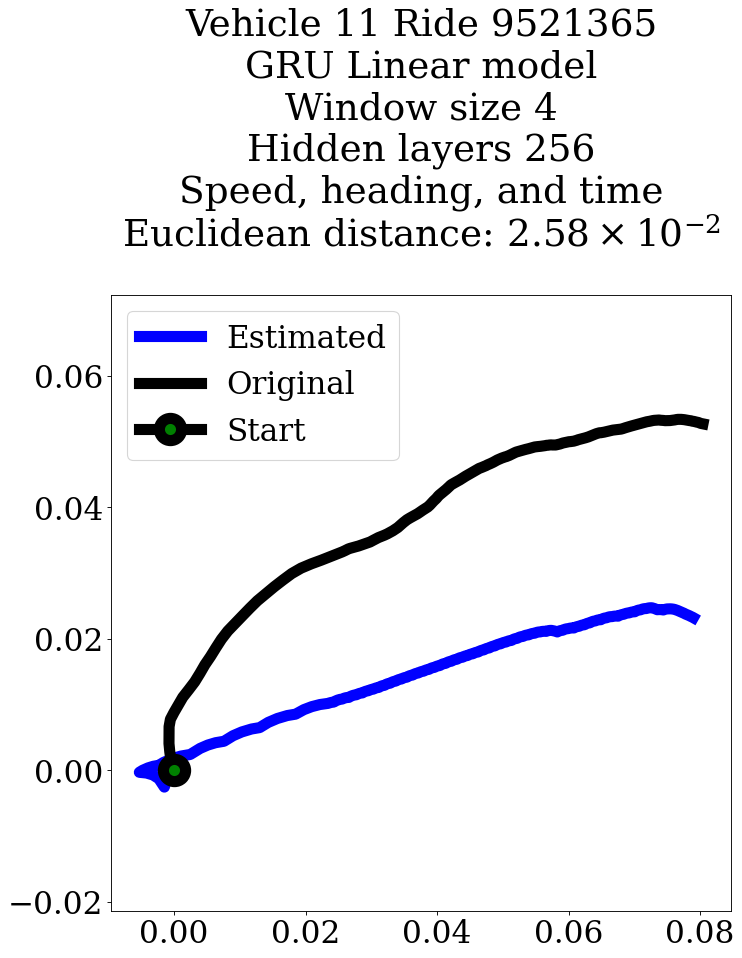 Vehicle 11 Ride 9521365
GRU Linear model
Window size 4
Hidden layers 256
Speed, heading, and time
Euclidean distance: 2.58 × 10⁻²
Estimated
Original
Start
0.06
0.04
0.02
0.00
−0.02
0.00 0.02 0.04 0.06 0.08